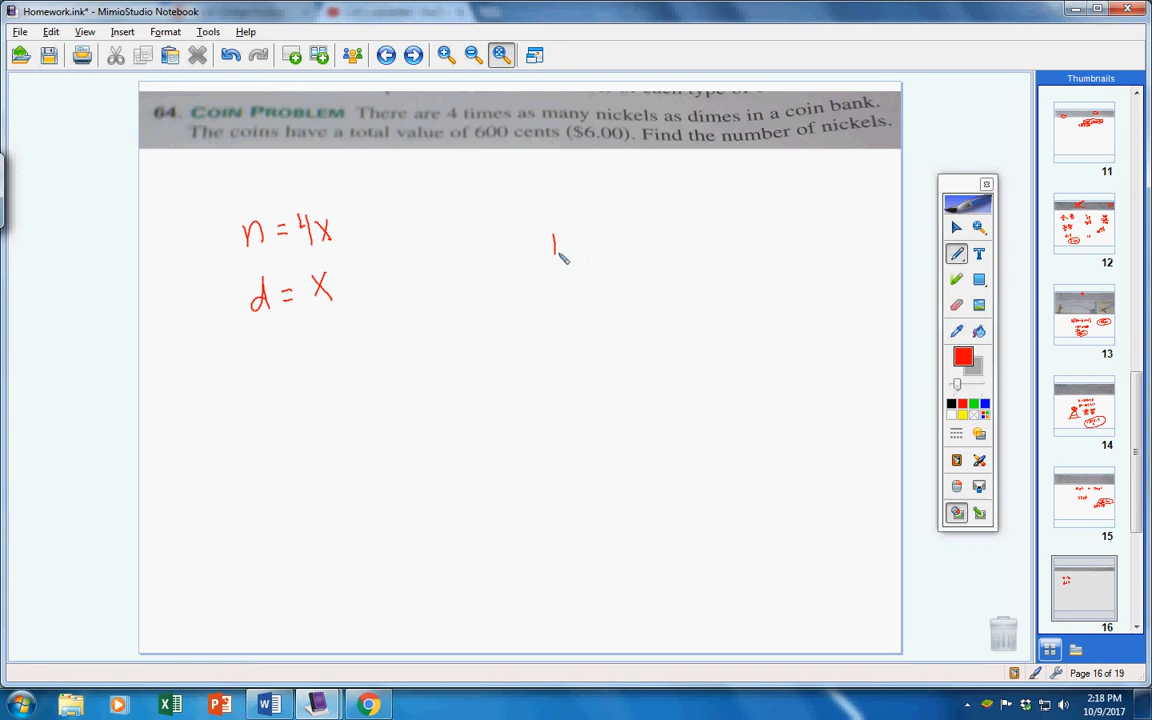 Homework.ink* - MimioStudio Notebook
File Edit View Insert Format Tools Help
Thumbnails
64. COIN PROBLEM There are 4 times as many nickels as dimes in a coin bank.
The coins have a total value of 600 cents ($6.00). Find the number of nickels.
n = 4x
d = x
1
11
12
13
14
15
16
Page 16 of 19
2:18 PM
10/9/2017